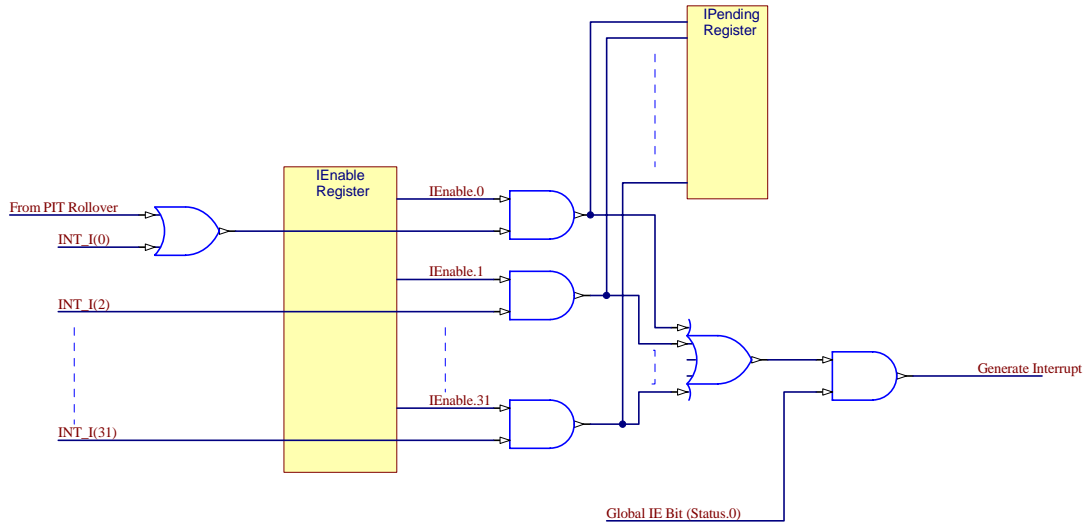 IPending
Register
IEnable
Register
IEnable.0
From PIT Rollover
INT_I(0)
IEnable.1
INT_I(2)
Generate Interrupt
IEnable.31
INT_I(31)
Global IE Bit (Status.0)